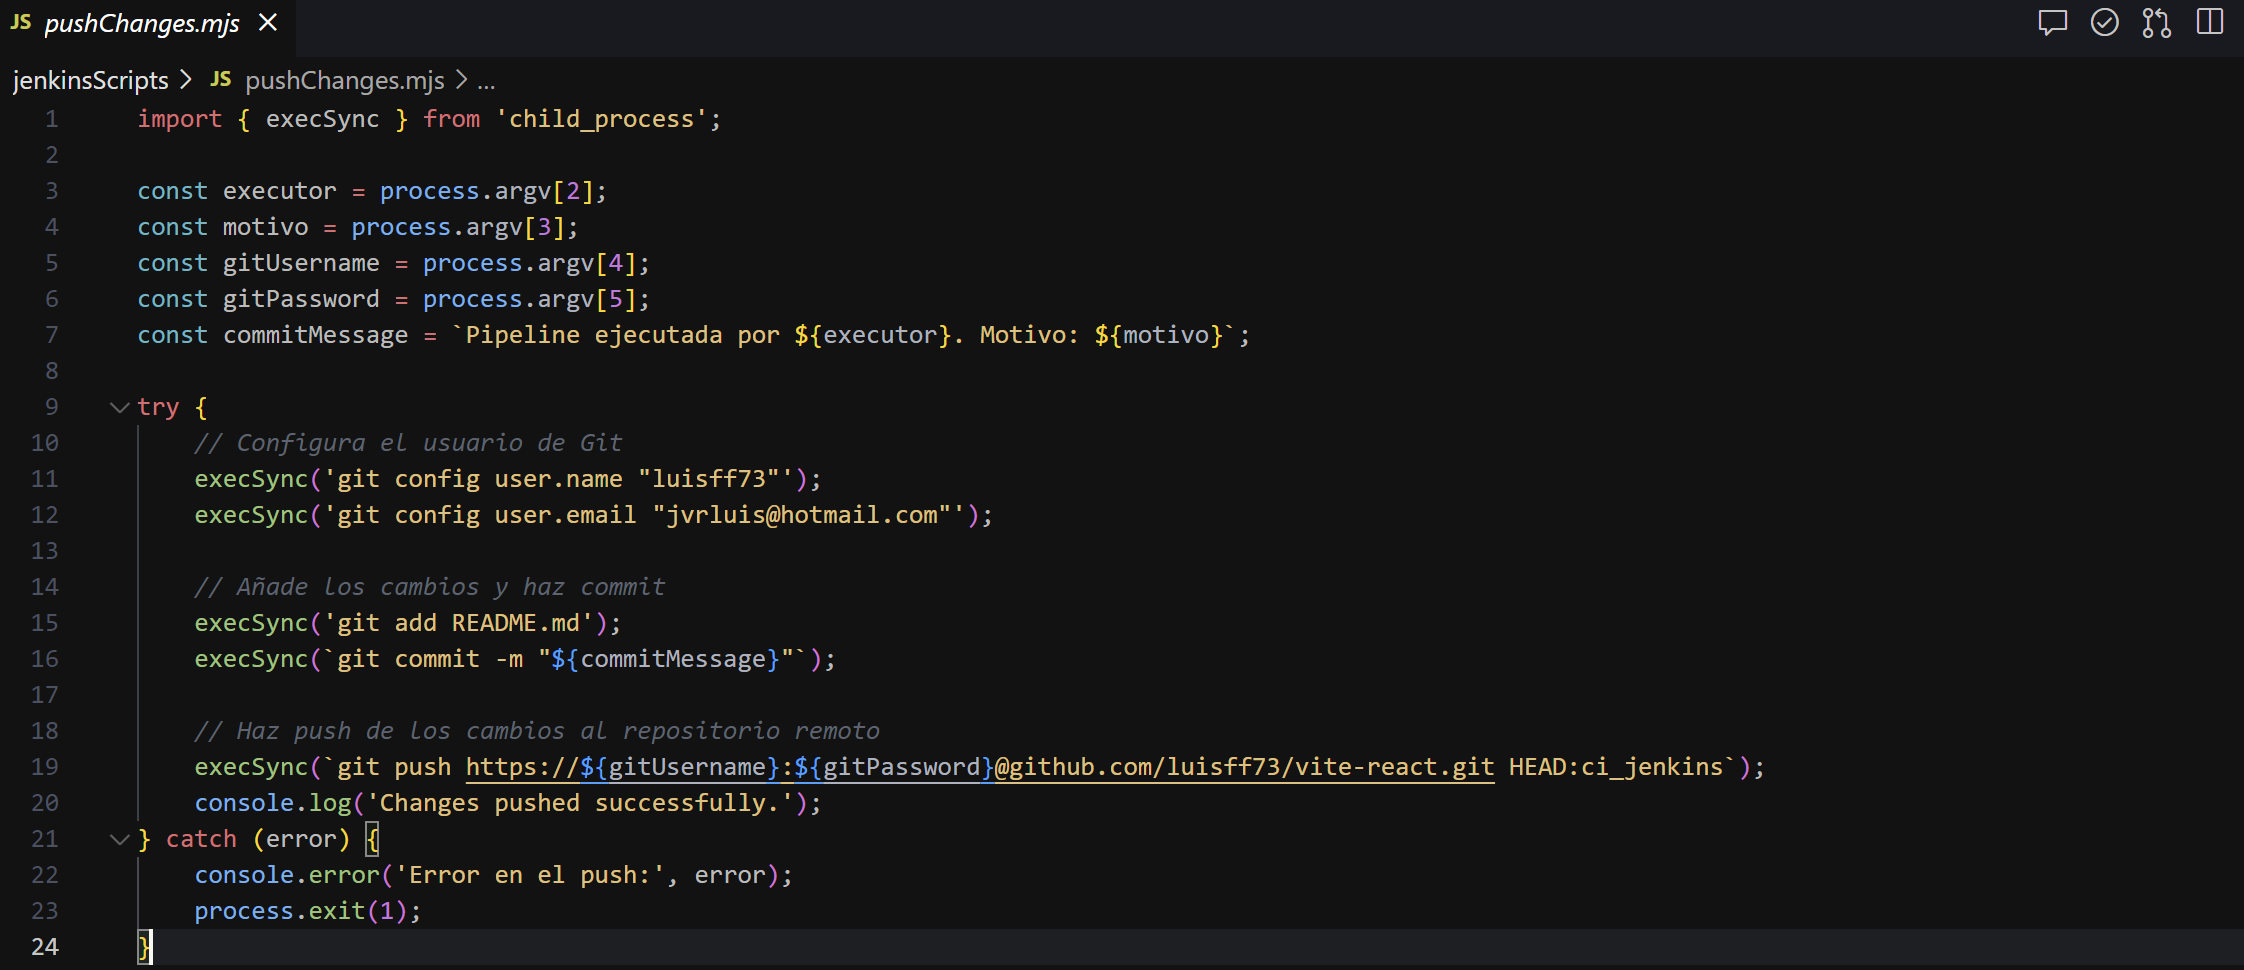 JS pushChanges.mjs
jenkinsScripts > JS pushChanges.mjs > ...
1 import { execSync } from 'child_process';
2
3 const executor = process.argv[2];
4 const motivo = process.argv[3];
5 const gitUsername = process.argv[4];
6 const gitPassword = process.argv[5];
7 const commitMessage = `Pipeline ejecutada por ${executor}. Motivo: ${motivo}`;
8
9 try {
10 // Configura el usuario de Git
11 execSync('git config user.name "luisff73"');
12 execSync('git config user.email "jvrluis@hotmail.com"');
13
14 // Añade los cambios y haz commit
15 execSync('git add README.md');
16 execSync(`git commit -m "${commitMessage}"`);
17
18 // Haz push de los cambios al repositorio remoto
19 execSync(`git push https://${gitUsername}:${gitPassword}@github.com/luisff73/vite-react.git HEAD:ci_jenkins`);
20 console.log('Changes pushed successfully.');
21 } catch (error) {
22 console.error('Error en el push:', error);
23 process.exit(1);
24 }